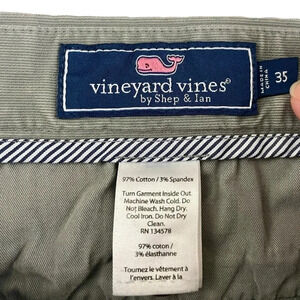 vineyard vines®
by Shep & Ian
MADE IN
CHINA
35
97% Cotton / 3% Spandex
Turn Garment Inside Out.
Machine Wash Cold. Do
Not Bleach. Hang Dry.
Cool Iron. Do Not Dry
Clean.
RN 134578
97% coton /
3% élasthanne
Tournez le vêtement à
l'envers. Laver à la